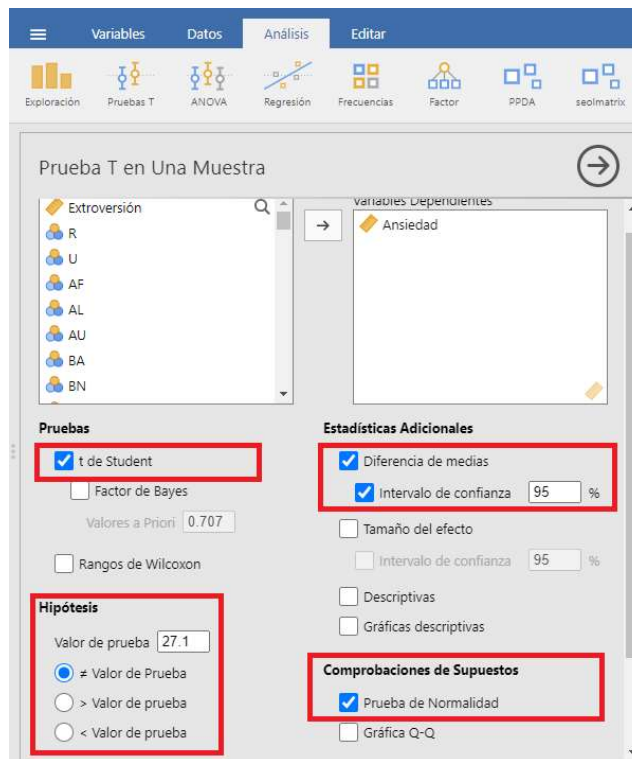 Variables Datos Análisis Editar
Exploración Pruebas T ANOVA Regresión Frecuencias Factor PPDA seolmatrix
Prueba T en Una Muestra
Extroversión
R
U
AF
AL
AU
BA
BN
Variables Dependientes
Ansiedad
Pruebas
t de Student
Factor de Bayes
Valores a Priori 0.707
Rangos de Wilcoxon
Hipótesis
Valor de prueba 27.1
≠ Valor de Prueba
> Valor de prueba
< Valor de prueba
Estadísticas Adicionales
Diferencia de medias
Intervalo de confianza 95 %
Tamaño del efecto
Intervalo de confianza 95 %
Descriptivas
Gráficas descriptivas
Comprobaciones de Supuestos
Prueba de Normalidad
Gráfica Q-Q